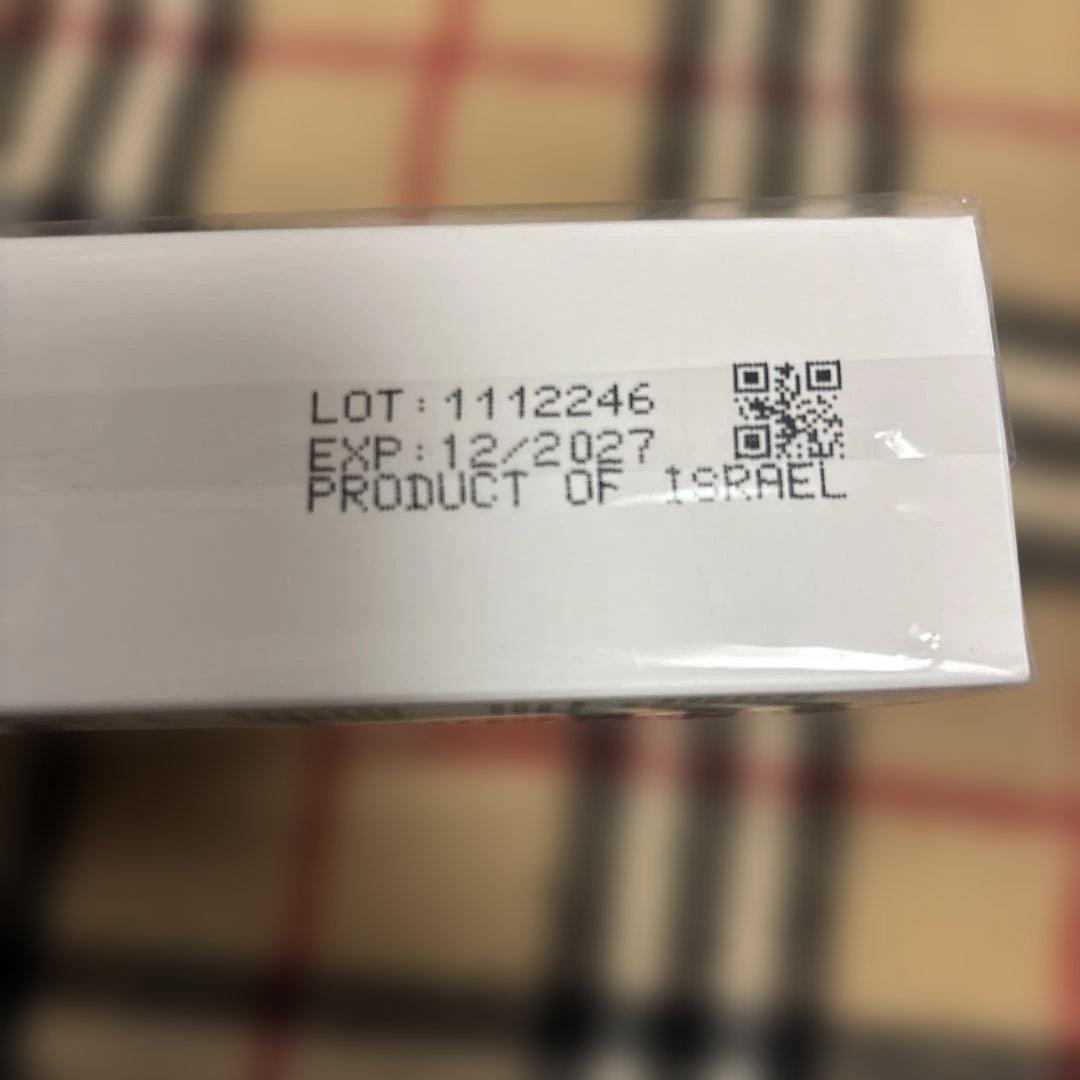 LOT: 1112246
EXP: 12/2027
PRODUCT OF ISRAEL